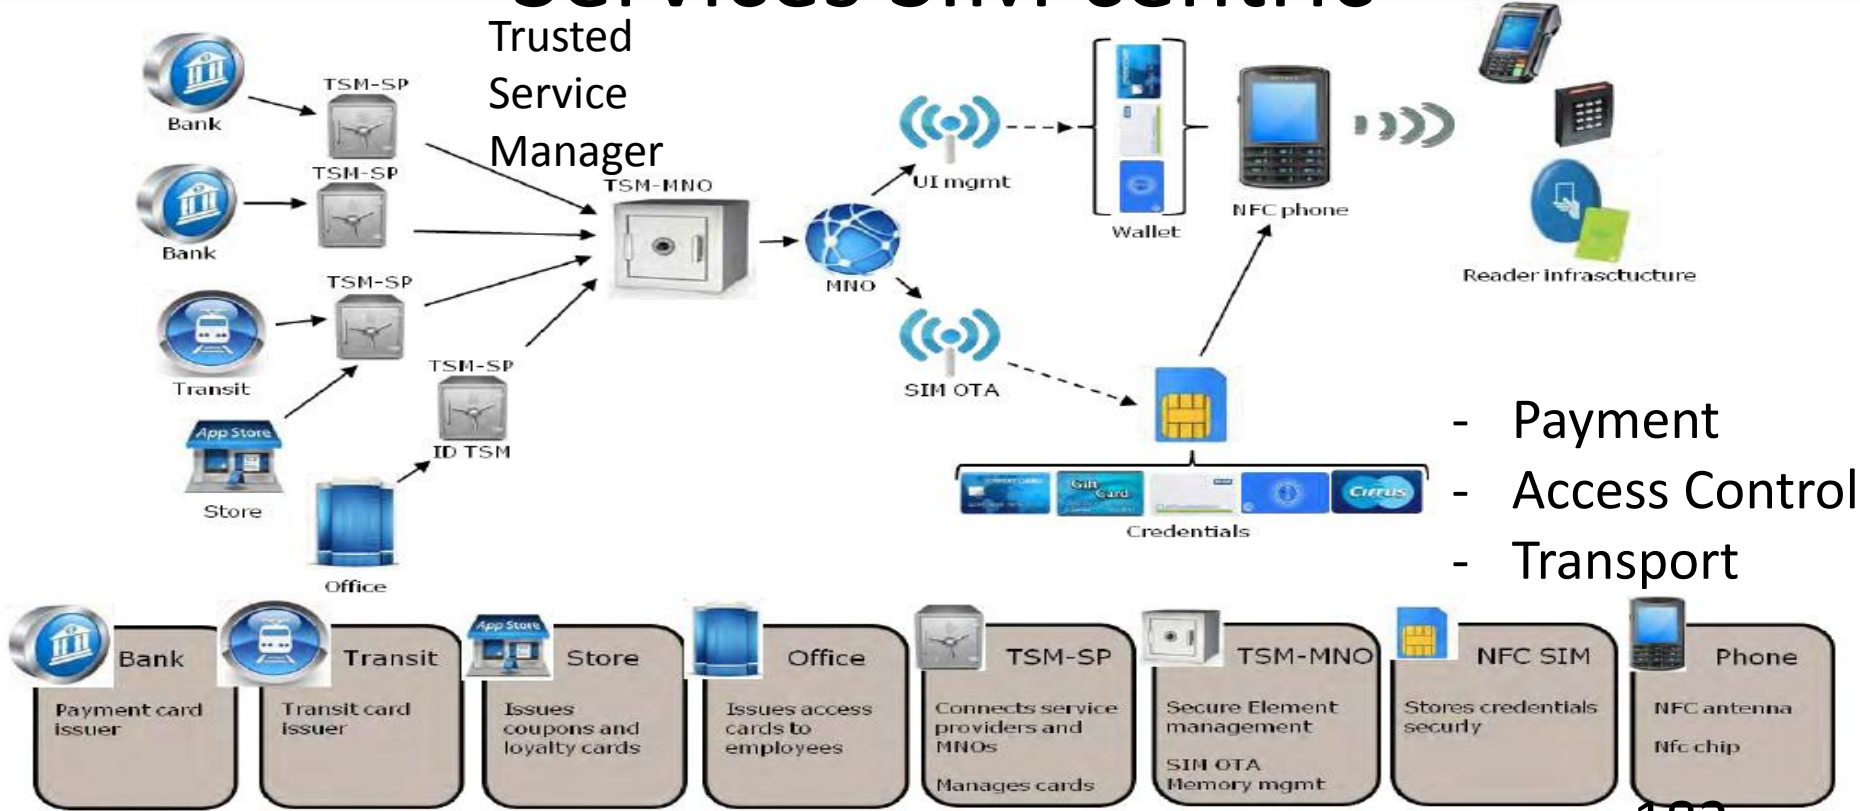 Services SIM centric
Trusted
Service
Manager
Bank
TSM-SP
Bank
TSM-SP
TSM-MNO
Transit
TSM-SP
App Store
Store
TSM-SP
ID TSM
Office
MNO
UI mgmt
SIM OTA
Wallet
NFC phone
Reader infrasctucture
Gift
Card
Cirrus
Credentials
- Payment
- Access Control
- Transport
Bank
Payment card
issuer
Transit
Transit card
issuer
App Store
Store
Issues
coupons and
loyalty cards
Office
Issues access
cards to
employees
TSM-SP
Connects service
providers and
MNOs
Manages cards
TSM-MNO
Secure Element
management
SIM OTA
Memory mgmt
NFC SIM
Stores credentials
securly
Phone
NFC antenna
Nfc chip